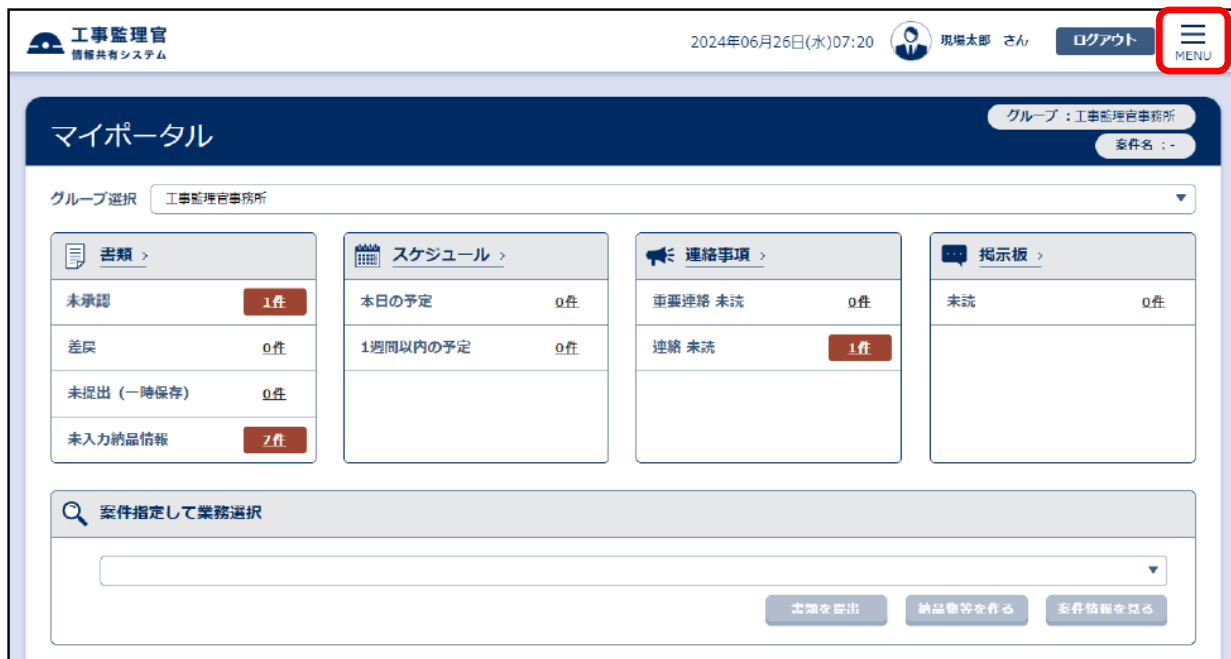 工事監理官
情報共有システム
2024年06月26日(水)07:20
現場太郎 さん
ログアウト
MENU
マイポータル
グループ : 工事監理官事務所
案件名 : -
グループ選択 工事監理官事務所
書類 >
未承認 1件
差戻 0件
未提出 (一時保存) 0件
未入力納品情報 7件
スケジュール >
本日の予定 0件
1週間以内の予定 0件
連絡事項 >
重要連絡 未読 0件
連絡 未読 1件
掲示板 >
未読 0件
案件指定して業務選択
書類を提出
納品物等を作る
案件情報を見る